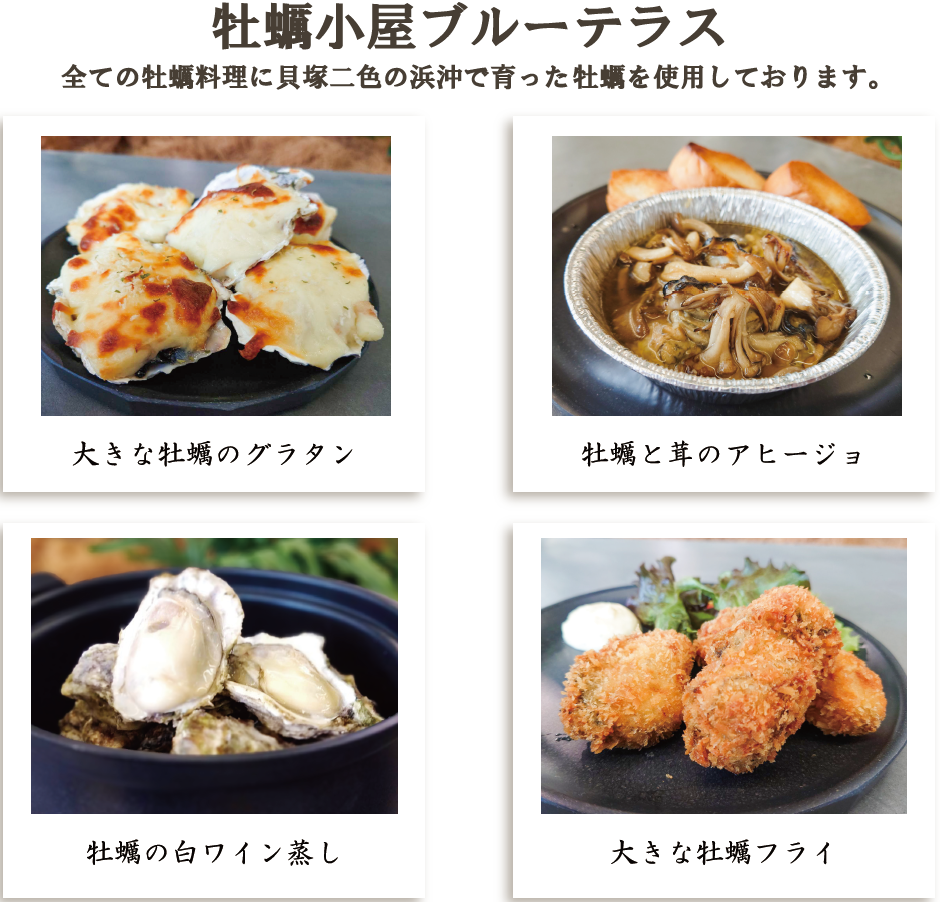 牡蠣小屋ブルーテラス
全ての牡蠣料理に貝塚二色の浜沖で育った牡蠣を使用しております。
大きな牡蠣のグラタン
牡蠣と茸のアヒージョ
牡蠣の白ワイン蒸し
大きな牡蠣フライ